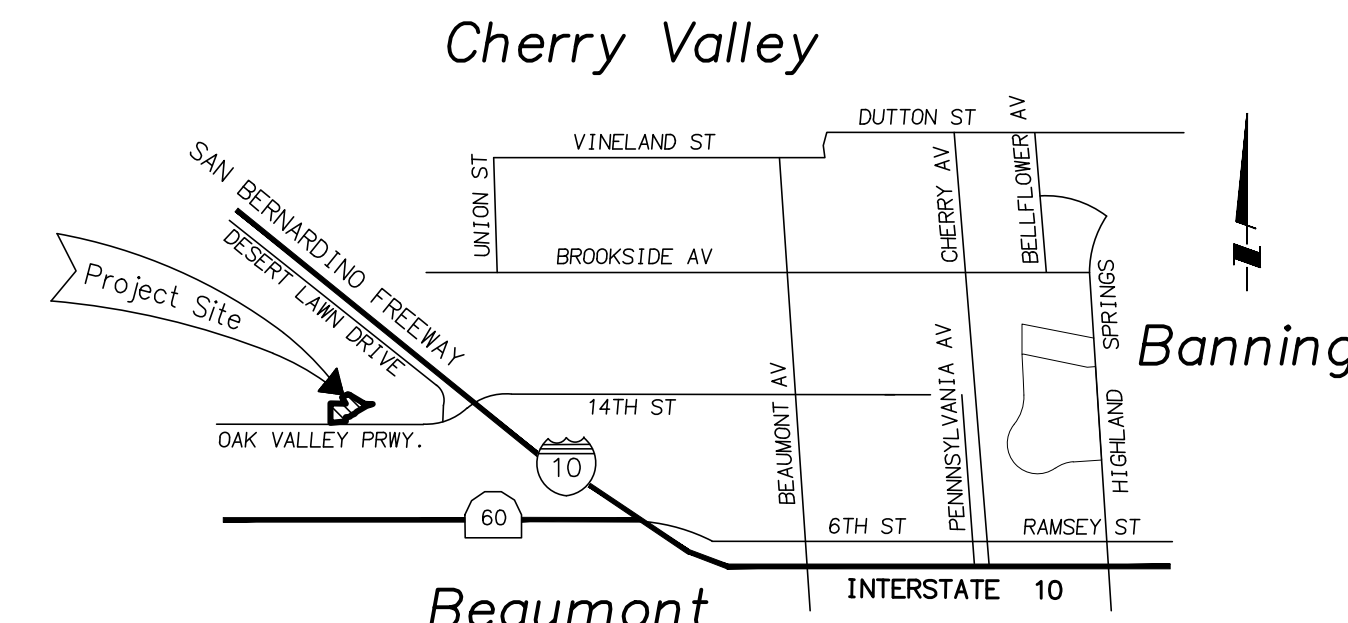 Cherry Valley
DUTTON ST
BELLFLOWER AV
VINELAND ST
SAN BERNARDINO FREEWAY
UNION ST
CHERRY AV
DESERT LAWN DRIVE
BROOKSIDE AV
Project Site
HIGHLAND SPRINGS
Banning
14TH ST
BEAUMONT AV
PENNNSYLVANIA AV
OAK VALLEY PRWY.
10
60
6TH ST
RAMSEY ST
INTERSTATE 10
Beaumont